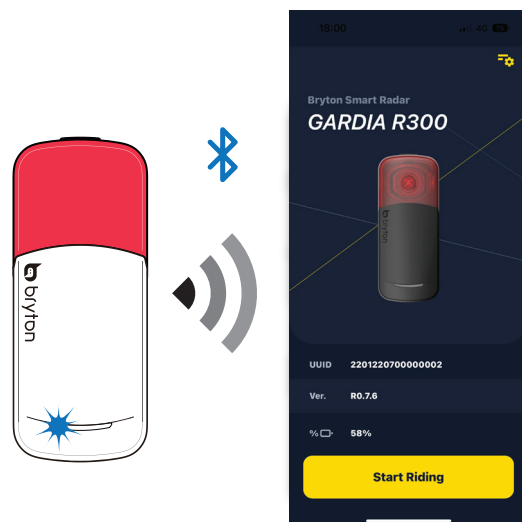 bryton
18:00
4G 76
Bryton Smart Radar
GARDIA R300
bryton
UUID 2201220700000002
Ver. R0.7.6
% 58%
Start Riding